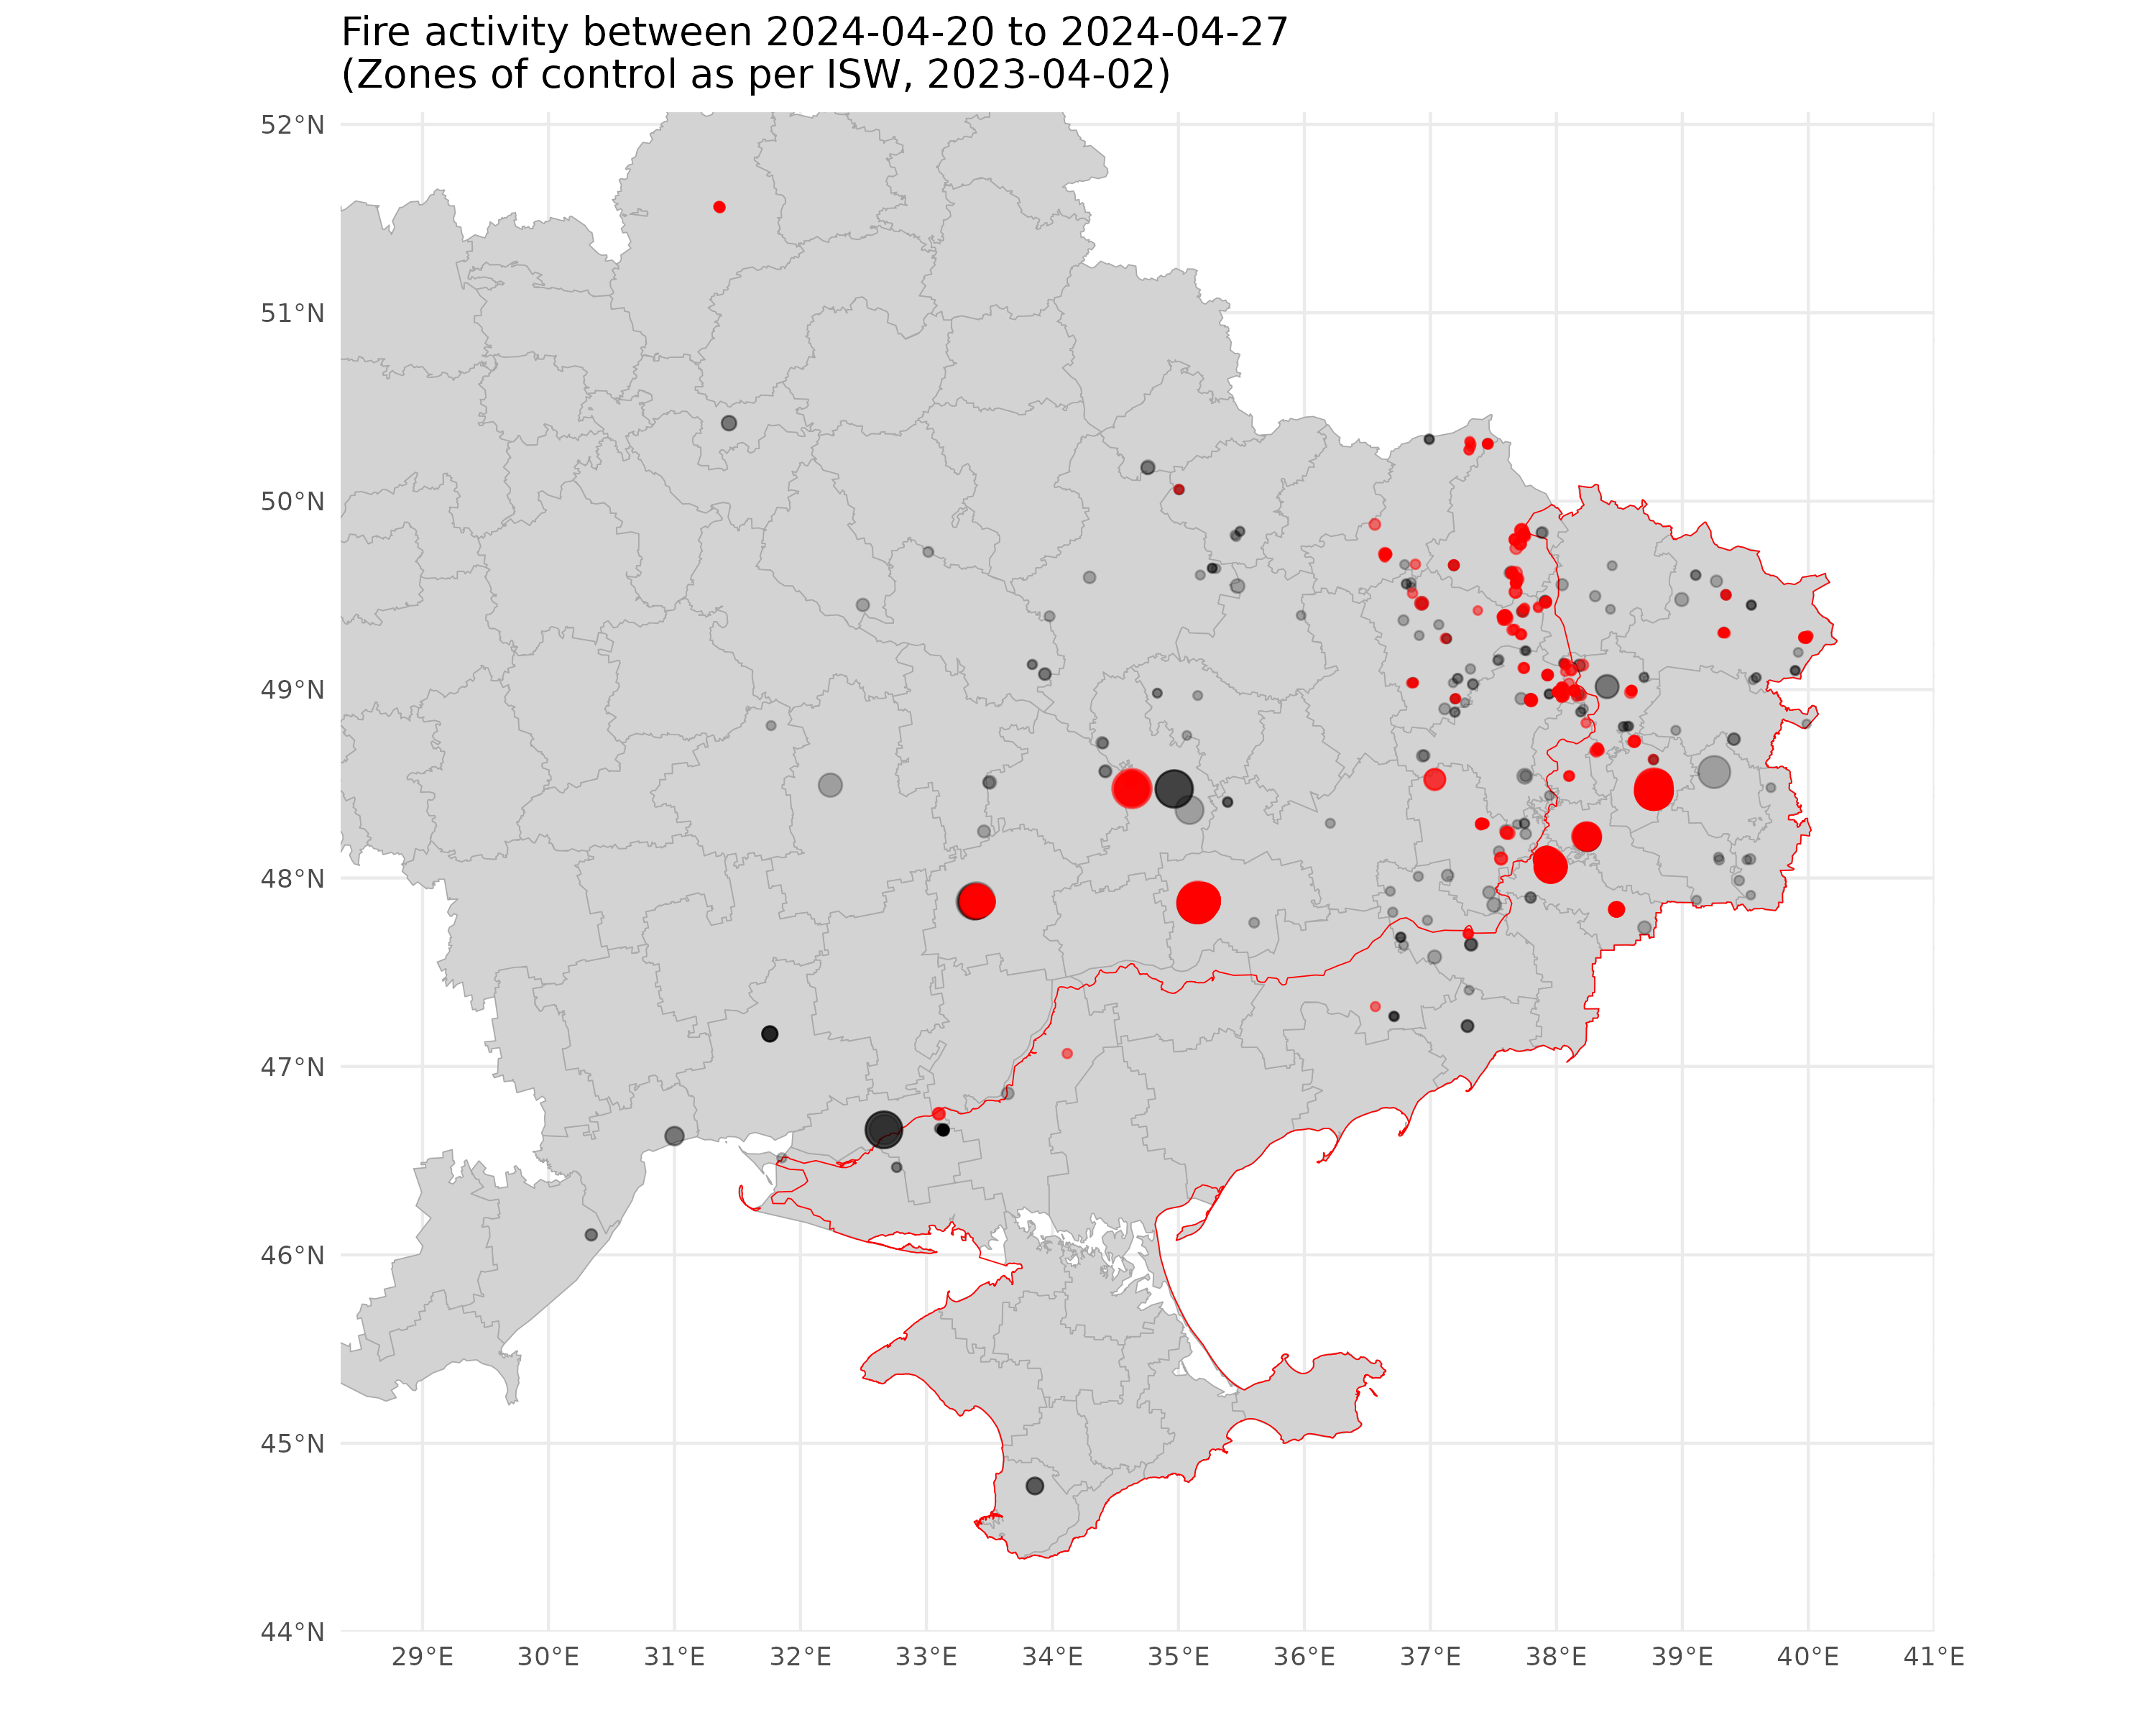 Fire activity between 2024-04-20 to 2024-04-27
(Zones of control as per ISW, 2023-04-02)
52°N
51°N
50°N
49°N
48°N
47°N
46°N
45°N
44°N
29°E 30°E 31°E 32°E 33°E 34°E 35°E 36°E 37°E 38°E 39°E 40°E 41°E